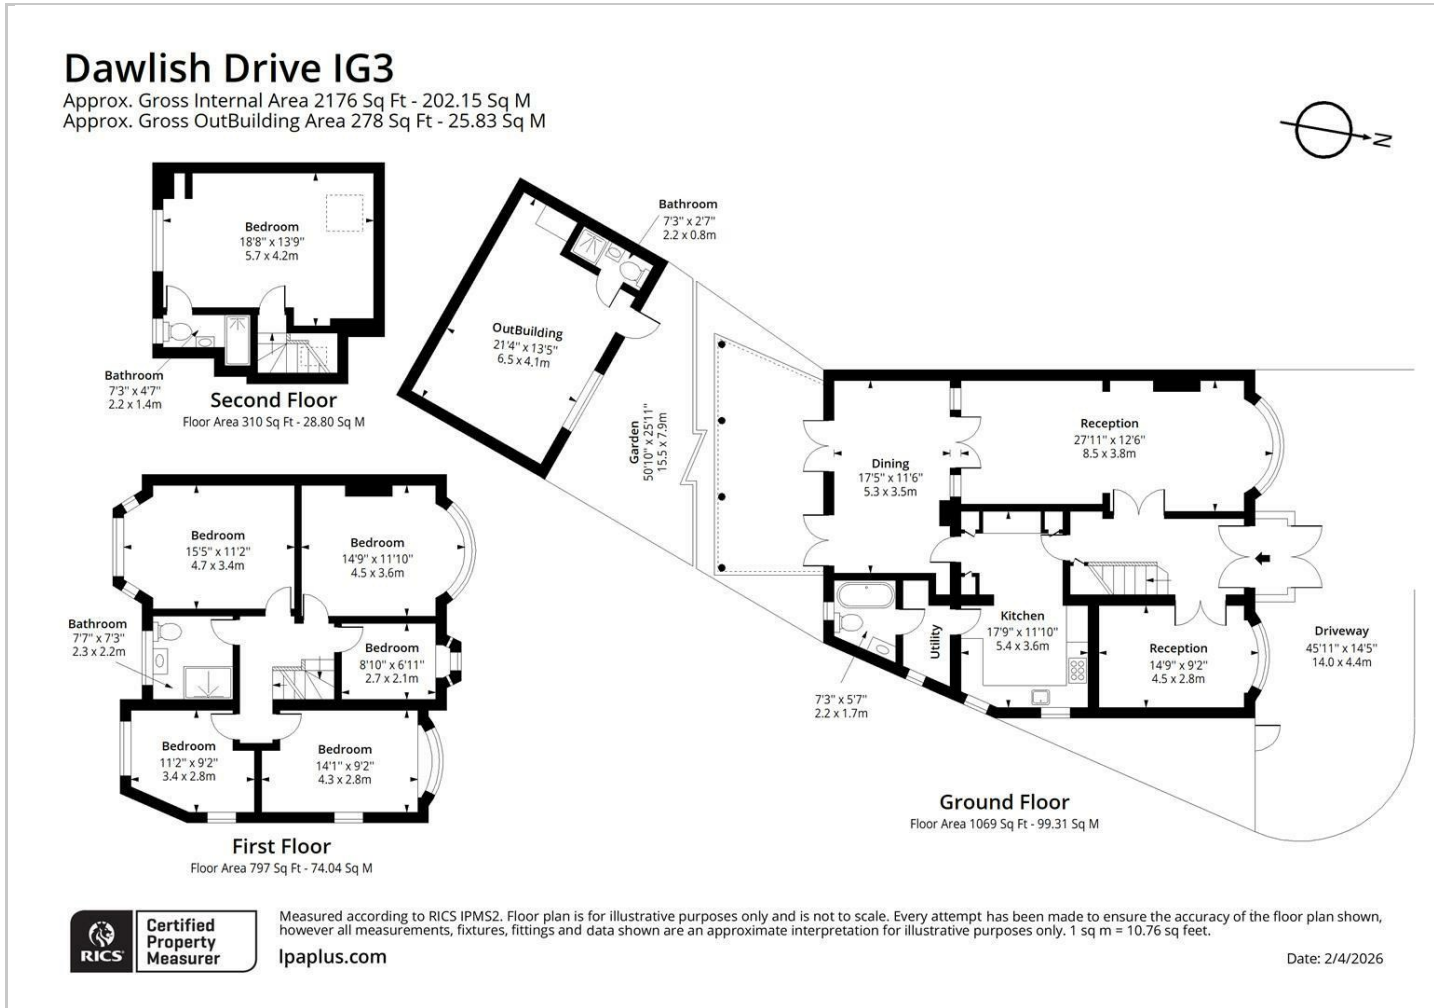 Dawlish Drive IG3
Approx. Gross Internal Area 2176 Sq Ft - 202.15 Sq M
Approx. Gross OutBuilding Area 278 Sq Ft - 25.83 Sq M
N
Bedroom
18'8" x 13'9"
5.7 x 4.2m
Bathroom
7'3" x 4'7"
2.2 x 1.4m
Second Floor
Floor Area 310 Sq Ft - 28.80 Sq M
Bathroom
7'3" x 2'7"
2.2 x 0.8m
OutBuilding
21'4" x 13'5"
6.5 x 4.1m
Garden
50'10" x 25'11"
15.5 x 7.9m
Dining
17'5" x 11'6"
5.3 x 3.5m
Reception
27'11" x 12'6"
8.5 x 3.8m
Kitchen
17'9" x 11'10"
5.4 x 3.6m
Utility
7'3" x 5'7"
2.2 x 1.7m
Reception
14'9" x 9'2"
4.5 x 2.8m
Driveway
45'11" x 14'5"
14.0 x 4.4m
Ground Floor
Floor Area 1069 Sq Ft - 99.31 Sq M
Bedroom
15'5" x 11'2"
4.7 x 3.4m
Bedroom
14'9" x 11'10"
4.5 x 3.6m
Bathroom
7'7" x 7'3"
2.3 x 2.2m
Bedroom
8'10" x 6'11"
2.7 x 2.1m
Bedroom
11'2" x 9'2"
3.4 x 2.8m
Bedroom
14'1" x 9'2"
4.3 x 2.8m
First Floor
Floor Area 797 Sq Ft - 74.04 Sq M
RICS
Certified
Property
Measurer
Measured according to RICS IPMS2. Floor plan is for illustrative purposes only and is not to scale. Every attempt has been made to ensure the accuracy of the floor plan shown,
however all measurements, fixtures, fittings and data shown are an approximate interpretation for illustrative purposes only. 1 sq m = 10.76 sq feet.
lpaplus.com
Date: 2/4/2026